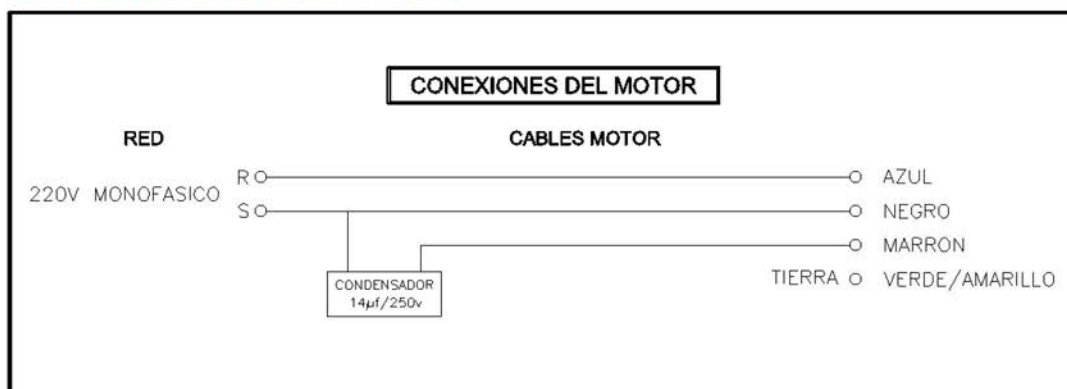 CONEXIONES DEL MOTOR
RED
CABLES MOTOR
220V MONOFASICO
R
AZUL
S
NEGRO
MARRON
CONDENSADOR
14µf/250v
TIERRA
VERDE/AMARILLO